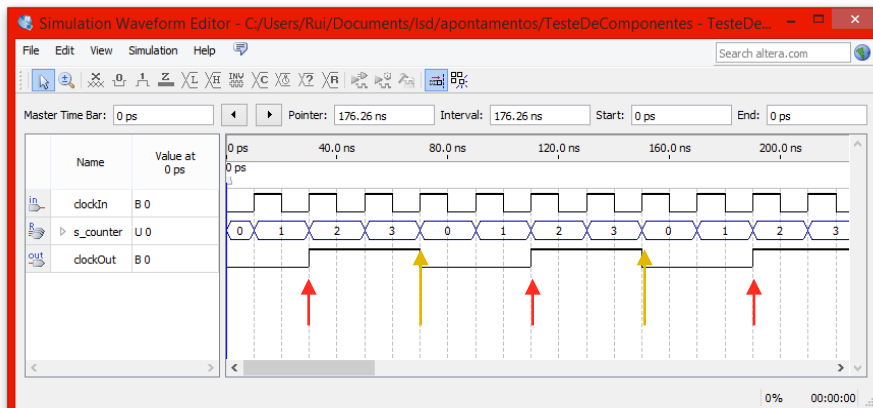 Simulation Waveform Editor - C:/Users/Rui/Documents/lsd/apontamentos/TesteDeComponentes - TesteDe...
File Edit View Simulation Help
Search altera.com
Master Time Bar: 0 ps Pointer: 176.26 ns Interval: 176.26 ns Start: 0 ps End: 0 ps
Name Value at 0 ps
0 ps 40.0 ns 80.0 ns 120.0 ns 160.0 ns 200.0 ns
0 ps
in clockIn B 0
R s_counter U 0 0 1 2 3 0 1 2 3 0 1 2 3
out clockOut B 0
0% 00:00:00